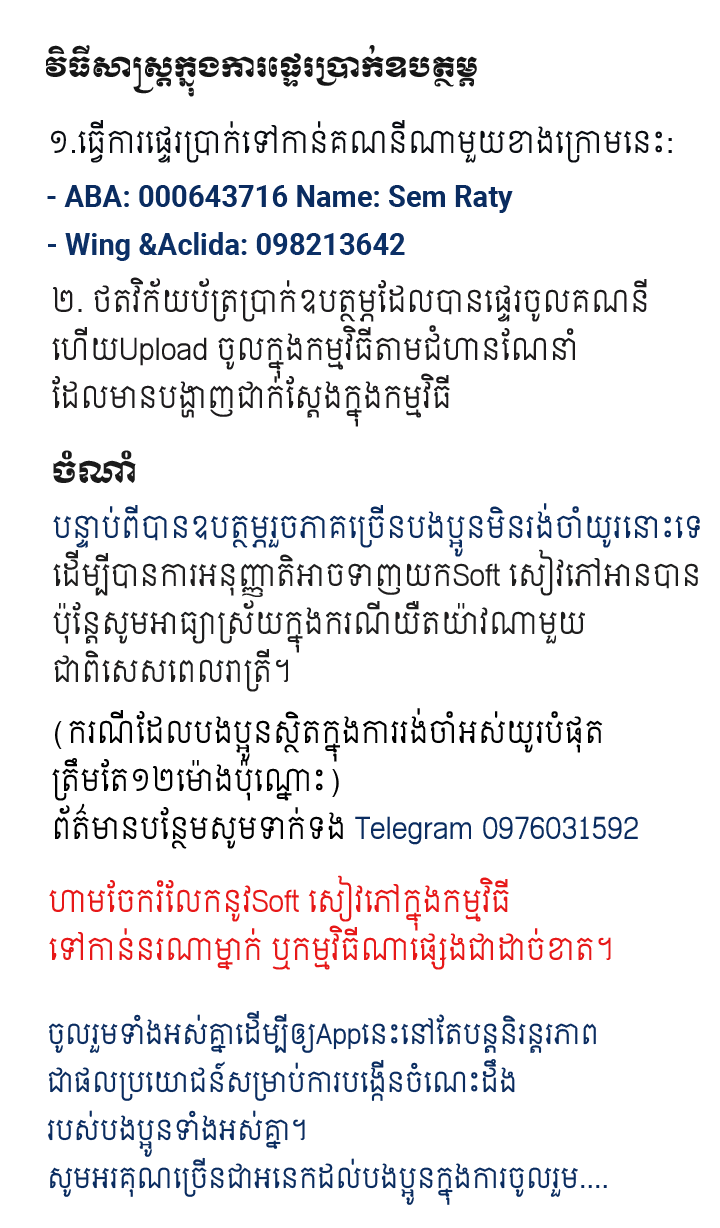 វិធីសាស្ត្រក្នុងការផ្ទេរប្រាក់ឧបត្ថម្ភ
១.ធ្វើការផ្ទេរប្រាក់ទៅកាន់គណនីណាមួយខាងក្រោមនេះ:
- ABA: 000643716 Name: Sem Raty
- Wing &Aclida: 098213642
២. ថតវិក័យប័ត្រប្រាក់ឧបត្ថម្ភដែលបានផ្ទេរចូលគណនី
ហើយUpload ចូលក្នុងកម្មវិធីតាមជំហានណែនាំ
ដែលមានបង្ហាញជាក់ស្តែងក្នុងកម្មវិធី
ចំណាំ
បន្ទាប់ពីបានឧបត្ថម្ភរួចភាគច្រើនបងប្អូនមិនរង់ចាំយូរនោះទេ
ដើម្បីបានការអនុញ្ញាតិអាចទាញយកSoft សៀវភៅអានបាន
ប៉ុន្តែសូមអាធ្យាស្រ័យក្នុងករណីយឺតយ៉ាវណាមួយ
ជាពិសេសពេលរាត្រី។
(ករណីដែលបងប្អូនស្ថិតក្នុងការរង់ចាំអស់យូរបំផុត
ត្រឹមតែ១២ម៉ោងប៉ុណ្ណោះ)
ព័ត៌មានបន្ថែមសូមទាក់ទង Telegram 0976031592
ហាមចែករំលែកនូវSoft សៀវភៅក្នុងកម្មវិធី
ទៅកាន់នរណាម្នាក់ ឬកម្មវិធីណាផ្សេងជាដាច់ខាត។
ចូលរួមទាំងអស់គ្នាដើម្បីឲ្យAppនេះនៅតែបន្តនិរន្តរភាព
ជាផលប្រយោជន៍សម្រាប់ការបង្កើនចំណេះដឹង
របស់បងប្អូនទាំងអស់គ្នា។
សូមអរគុណច្រើនជាអនេកដល់បងប្អូនក្នុងការចូលរួម....